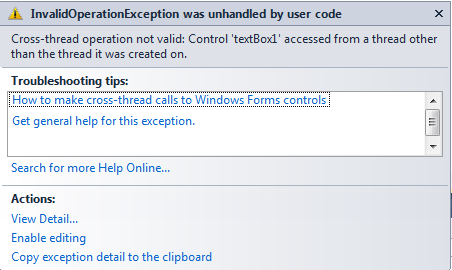 InvalidOperationException was unhandled by user code
Cross-thread operation not valid: Control 'textBox1' accessed from a thread other
than the thread it was created on.
Troubleshooting tips:
How to make cross-thread calls to Windows Forms controls
Get general help for this exception.
Search for more Help Online...
Actions:
View Detail...
Enable editing
Copy exception detail to the clipboard